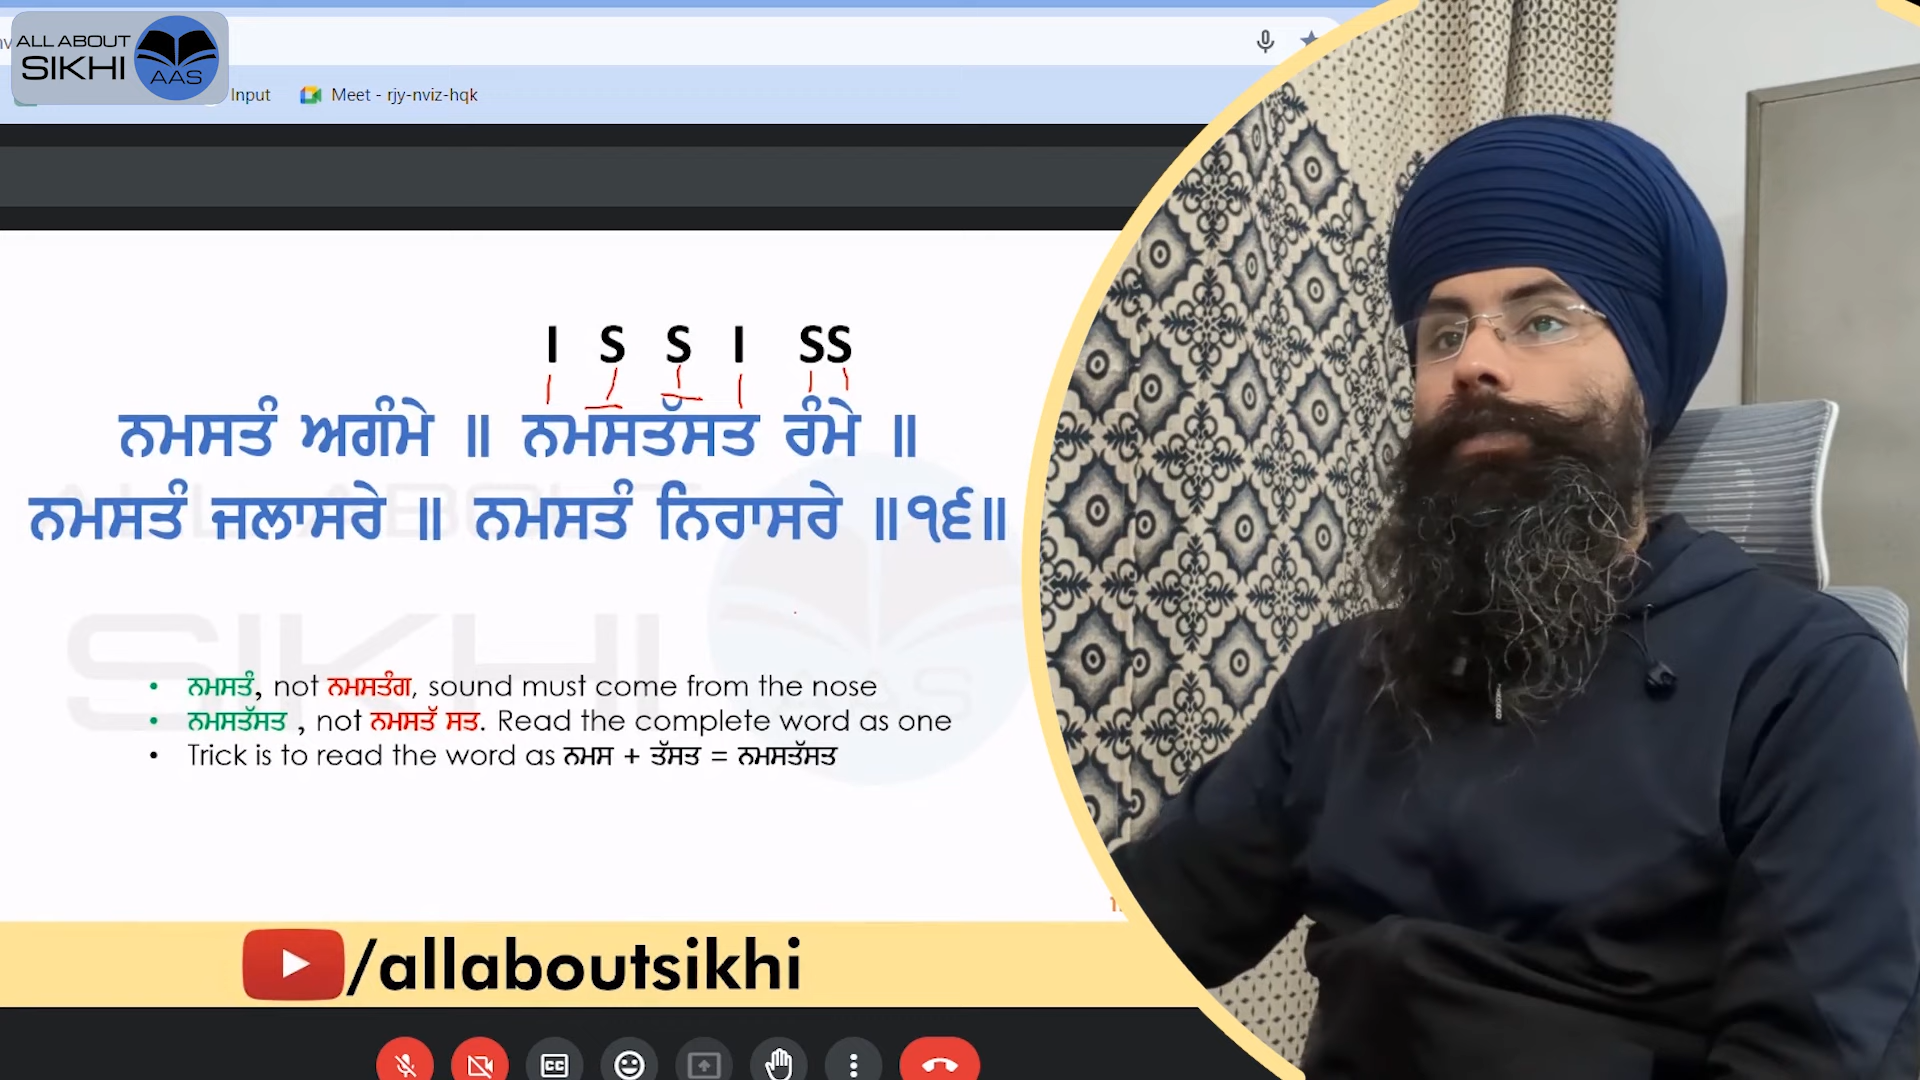 ALL ABOUT
SIKHI
AAS
Input
Meet - rjy-nviz-hqk
I S S I SS
ਨਮਸਤੰ ਅਗੰਮੇ ॥ ਨਮਸਤੱਸਤ ਰੰਮੇ ॥
ਨਮਸਤੰ ਜਲਾਸਰੇ ॥ ਨਮਸਤੰ ਨਿਰਾਸਰੇ ॥੧੬॥
• ਨਮਸਤੰ, not ਨਮਸਤੰਗ, sound must come from the nose
• ਨਮਸਤੱਸਤ , not ਨਮਸਤੱ ਸਤ. Read the complete word as one
• Trick is to read the word as ਨਮਸ + ਤੱਸਤ = ਨਮਸਤੱਸਤ
/allaboutsikhi
CC